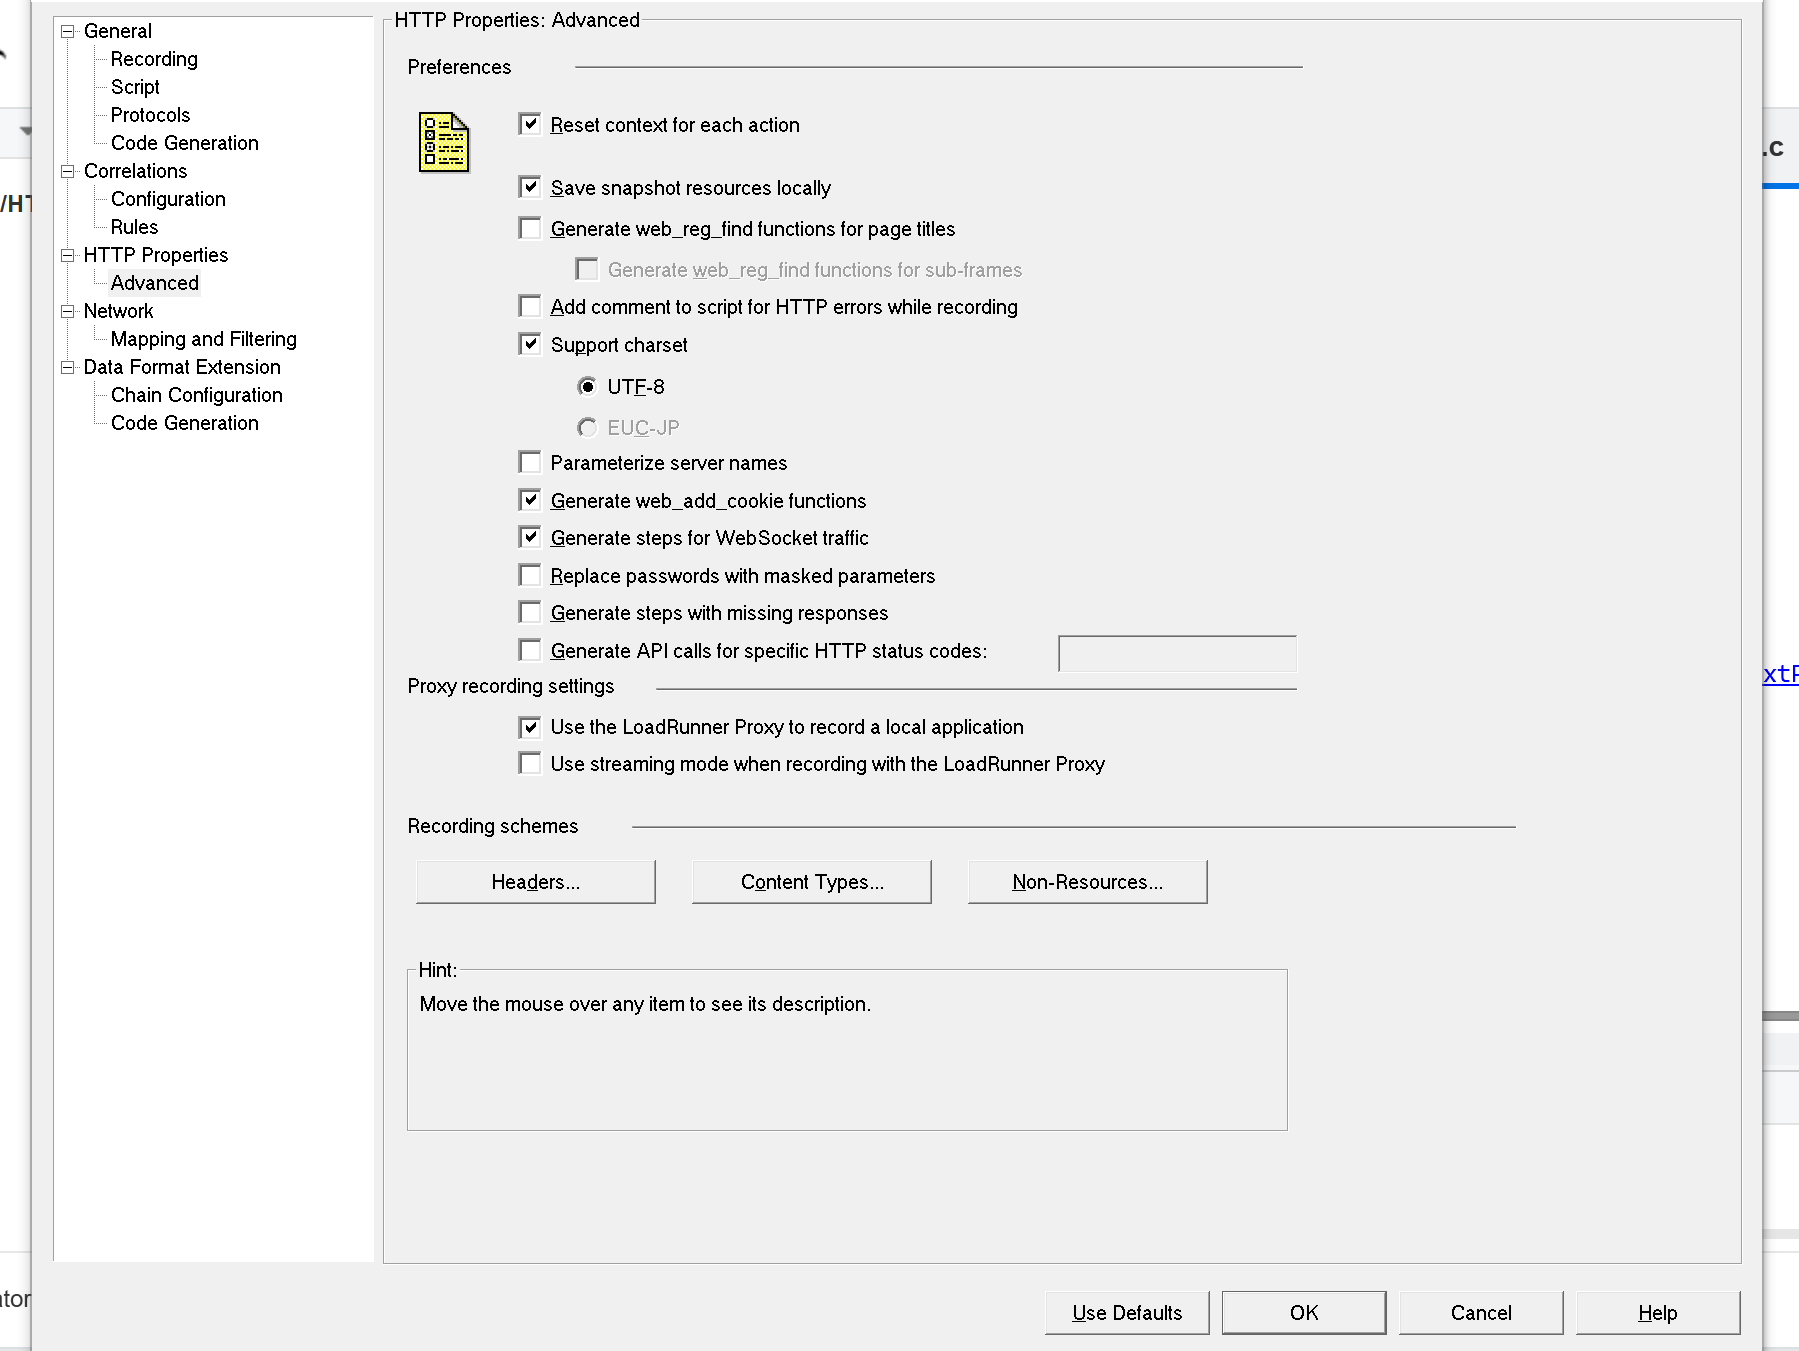 General
Recording
Script
Protocols
Code Generation
Correlations
Configuration
Rules
HTTP Properties
Advanced
Network
Mapping and Filtering
Data Format Extension
Chain Configuration
Code Generation
HTTP Properties: Advanced
Preferences
Reset context for each action
Save snapshot resources locally
Generate web_reg_find functions for page titles
Generate web_reg_find functions for sub-frames
Add comment to script for HTTP errors while recording
Support charset
UTF-8
EUC-JP
Parameterize server names
Generate web_add_cookie functions
Generate steps for WebSocket traffic
Replace passwords with masked parameters
Generate steps with missing responses
Generate API calls for specific HTTP status codes:
Proxy recording settings
Use the LoadRunner Proxy to record a local application
Use streaming mode when recording with the LoadRunner Proxy
Recording schemes
Headers... Content Types... Non-Resources...
Hint:
Move the mouse over any item to see its description.
Use Defaults OK Cancel Help
.c